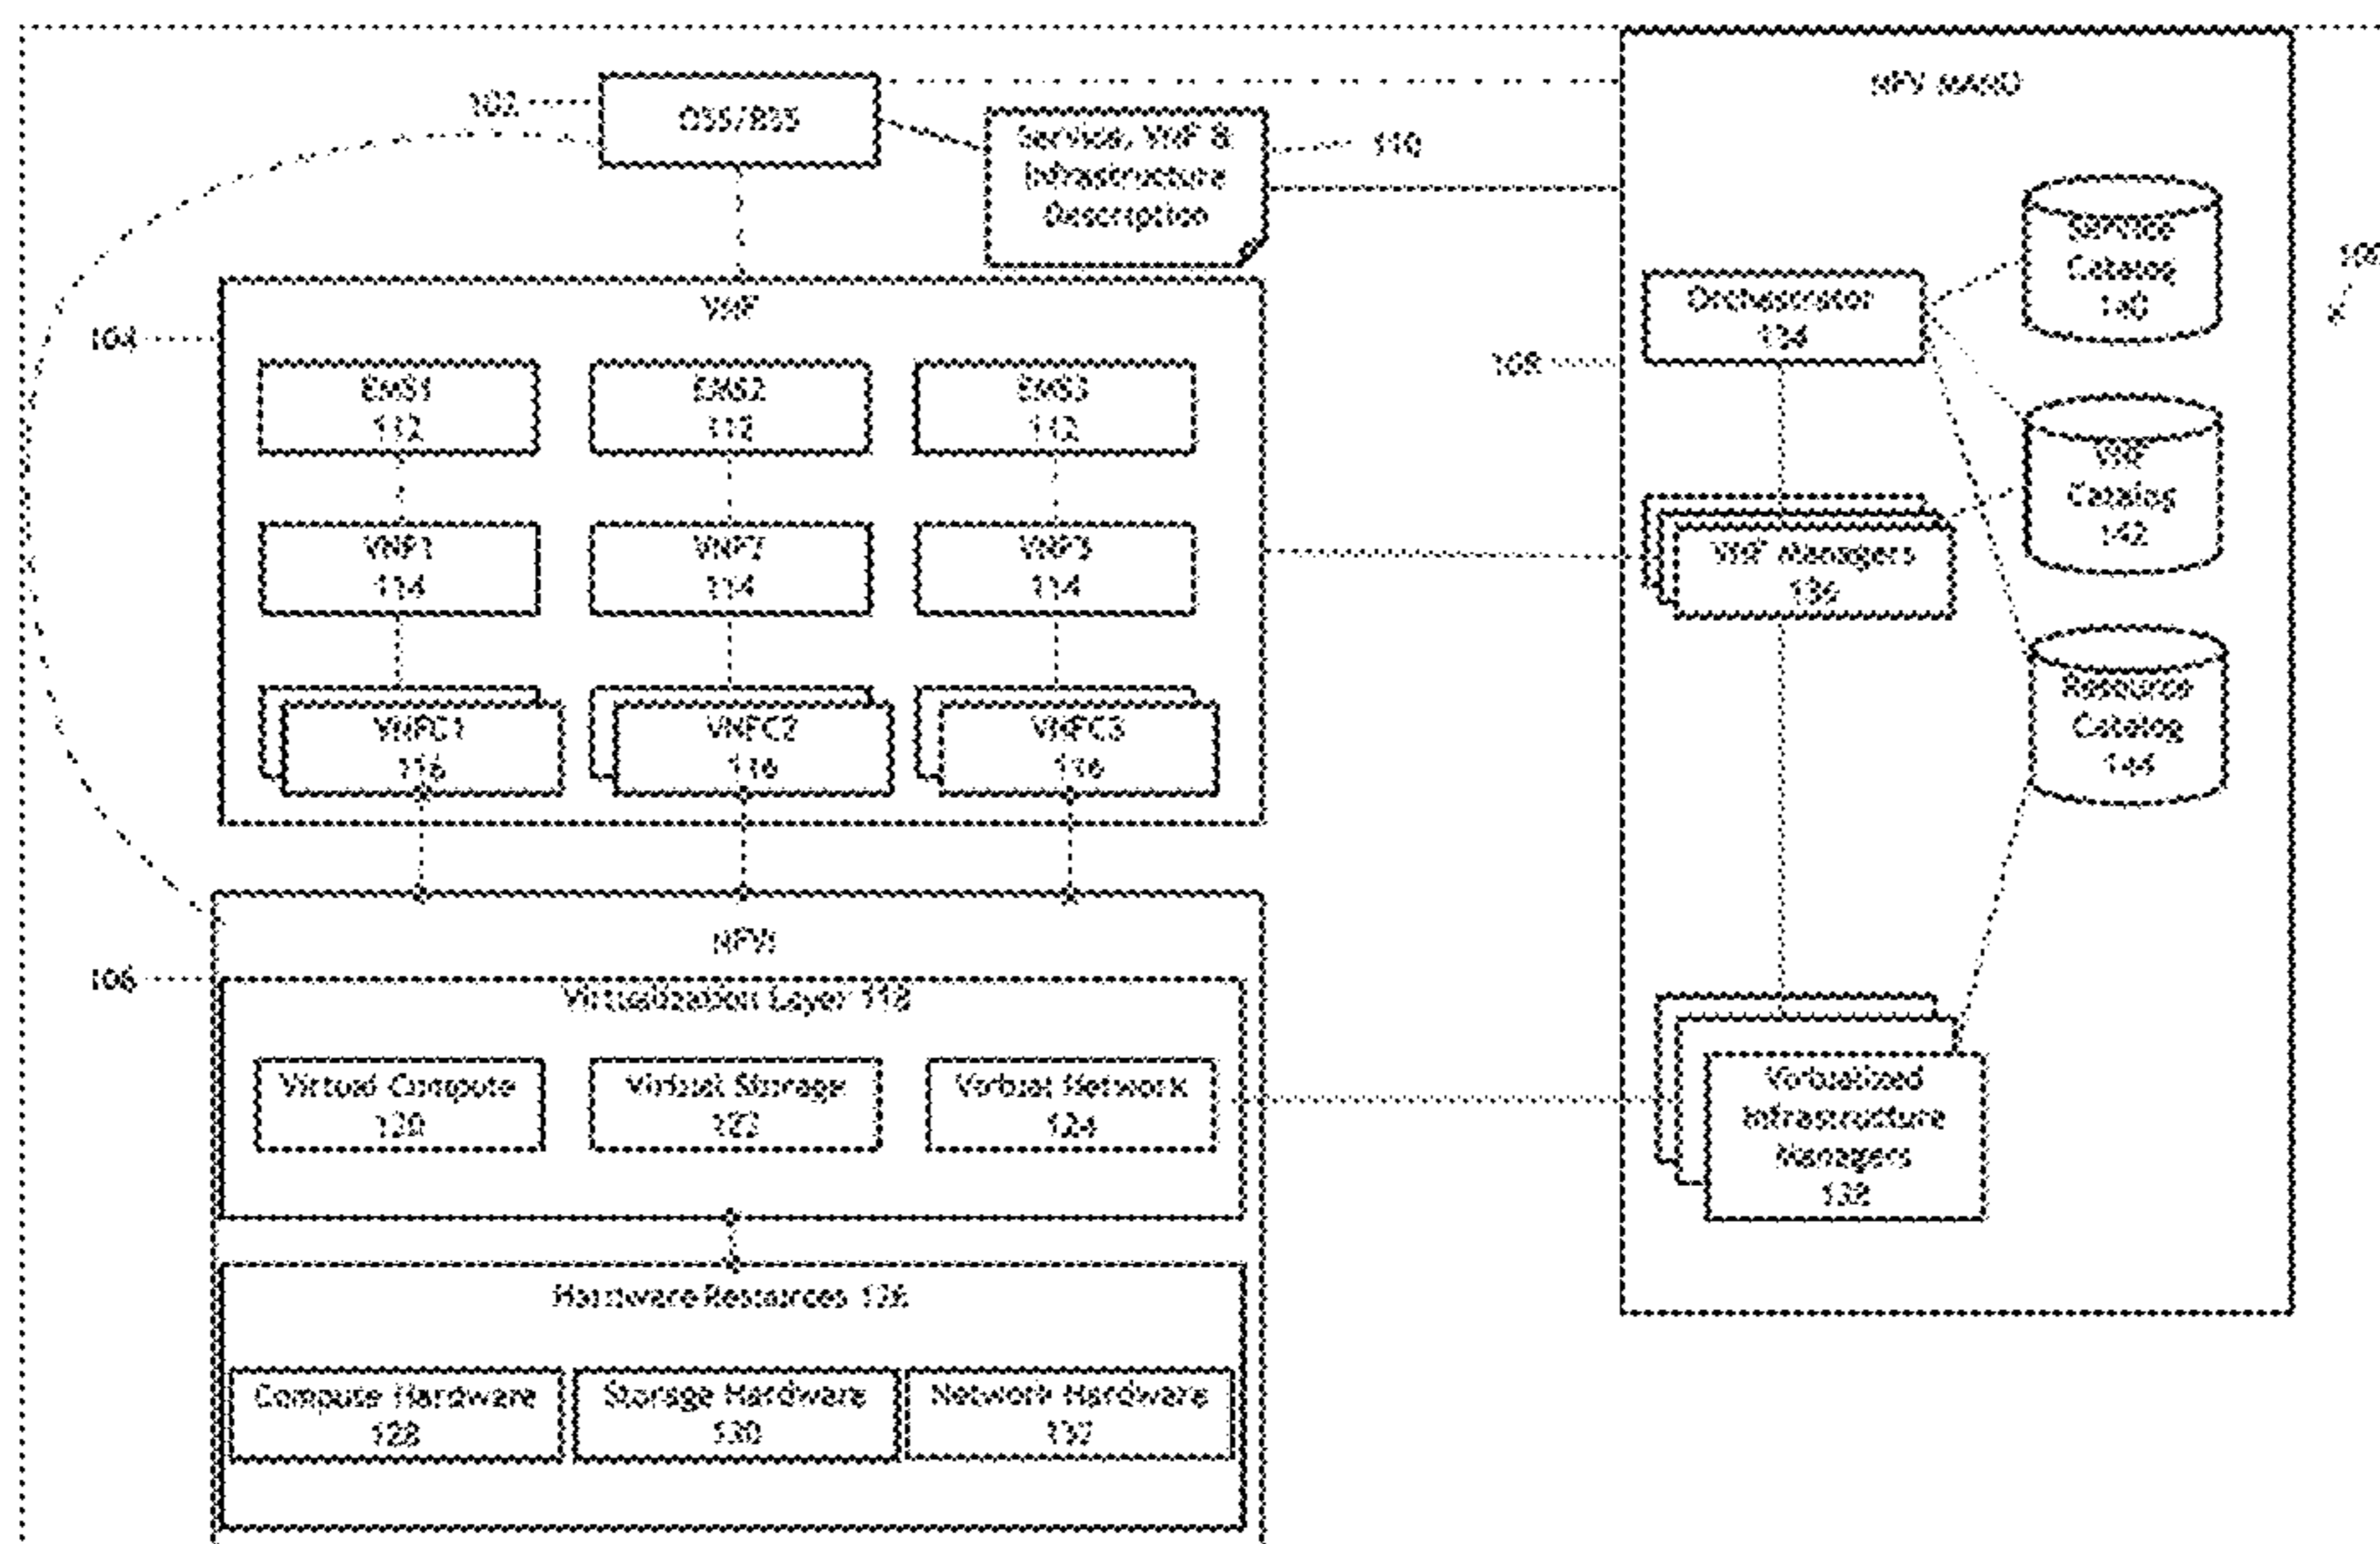 102
OSS/BSS
Service, VNF &
Infrastructure
Description
110
NFV MANO
Service
Catalog
140
100
Orchestrator
134
108
VNF
104
EMS1
112
EMS2
112
EMS3
112
VNF
Catalog
142
VNF1
114
VNF2
114
VNF3
114
VNF Managers
136
Resource
Catalog
144
VNFC1
116
VNFC2
116
VNFC3
116
NFVI
106
Virtualization Layer 118
Virtual Compute
120
Virtual Storage
122
Virtual Network
124
Virtualized
Infrastructure
Managers
138
Hardware Resources 126
Compute Hardware
128
Storage Hardware
130
Network Hardware
132